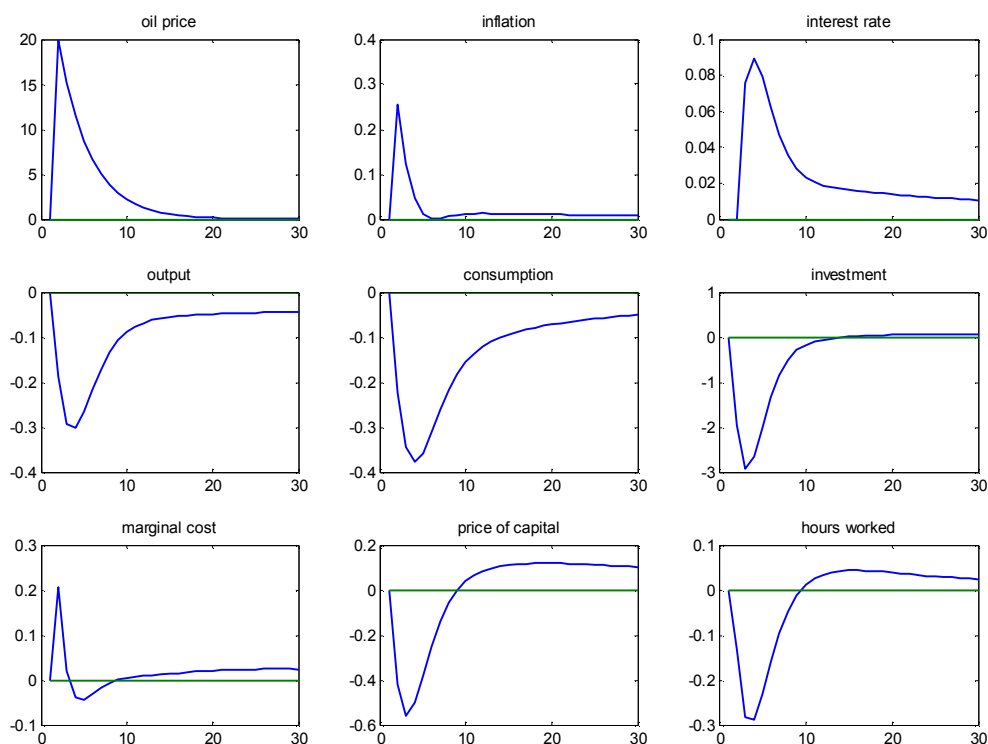 oil price
20
15
10
5
0
0 10 20 30
inflation
0.4
0.3
0.2
0.1
0
0 10 20 30
interest rate
0.1
0.08
0.06
0.04
0.02
0
0 10 20 30
output
0
-0.1
-0.2
-0.3
-0.4
0 10 20 30
consumption
0
-0.1
-0.2
-0.3
-0.4
0 10 20 30
investment
1
0
-1
-2
-3
0 10 20 30
marginal cost
0.3
0.2
0.1
0
-0.1
0 10 20 30
price of capital
0.2
0
-0.2
-0.4
-0.6
0 10 20 30
hours worked
0.1
0
-0.1
-0.2
-0.3
0 10 20 30